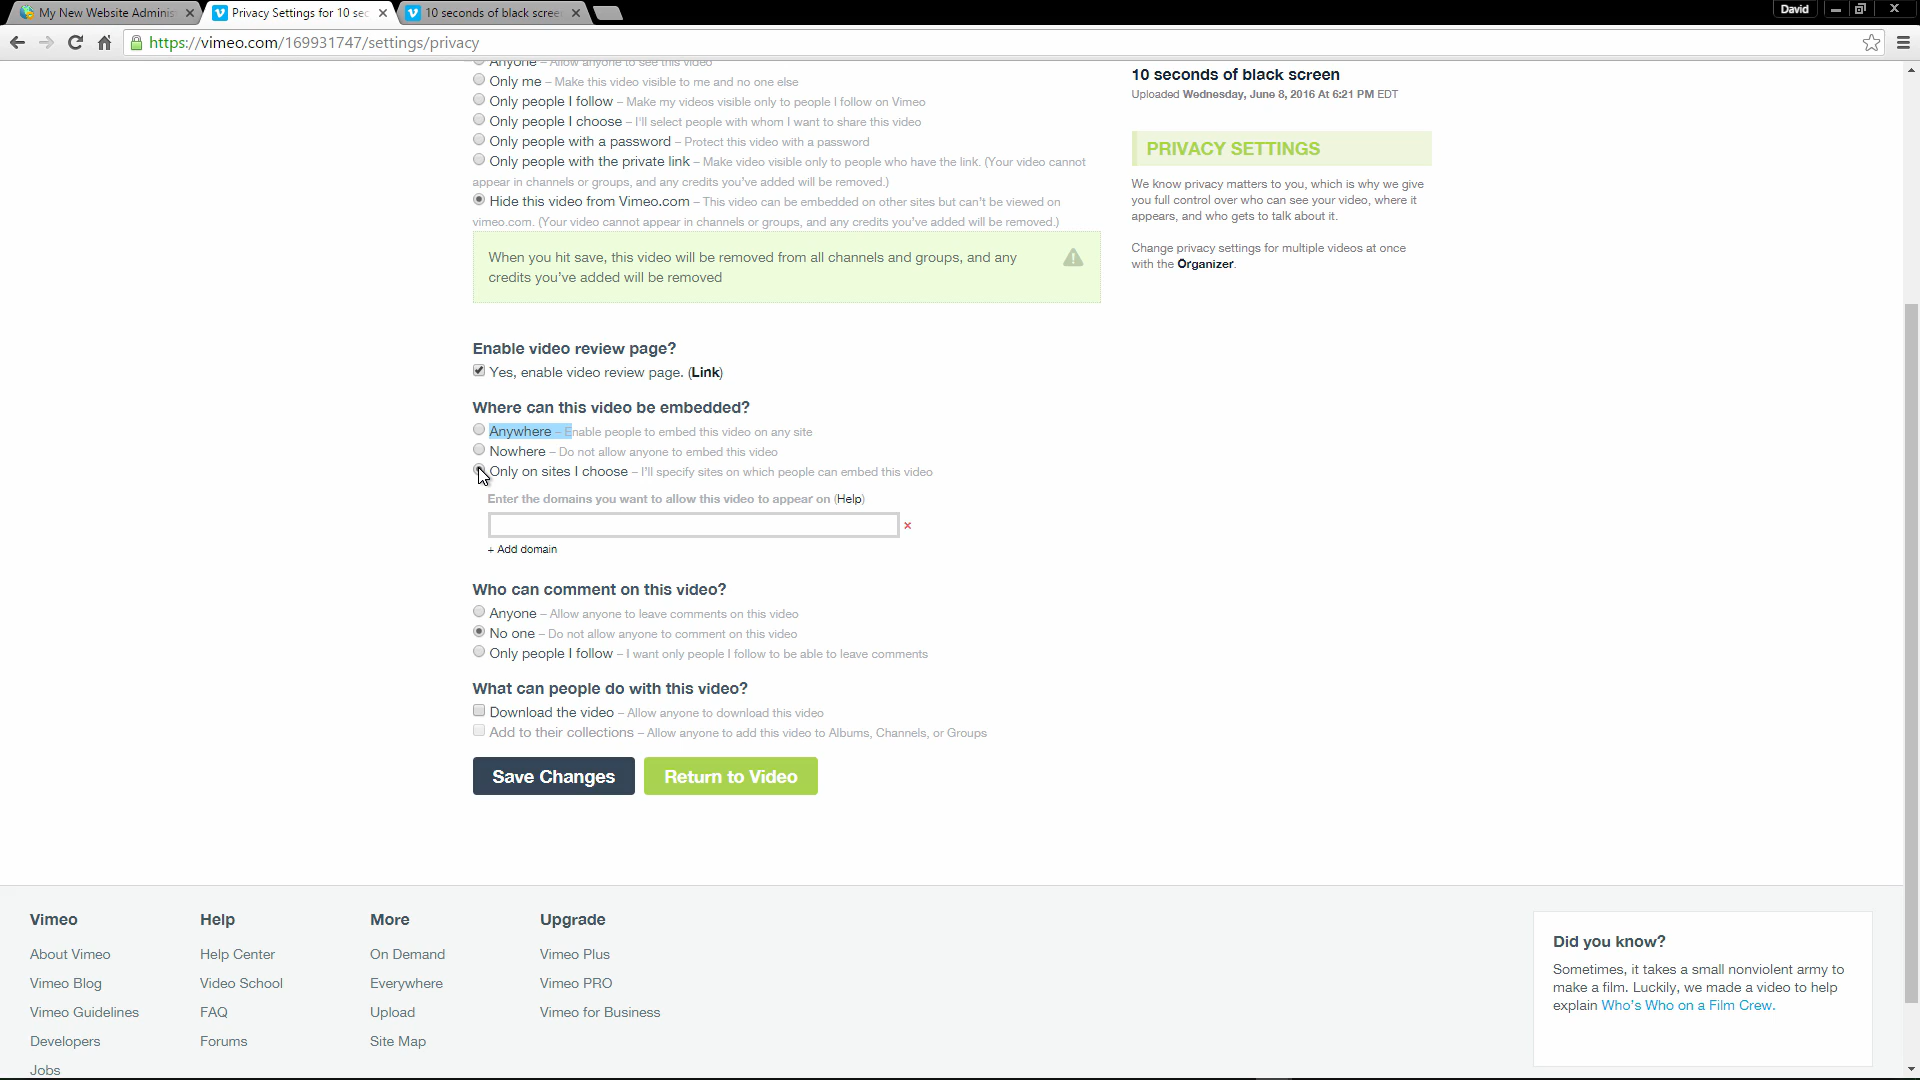 My New Website Adminis
Privacy Settings for 10 sec
10 seconds of black scree
David
https://vimeo.com/169931747/settings/privacy
Anyone – Allow anyone to see this video
Only me – Make this video visible to me and no one else
Only people I follow – Make my videos visible only to people I follow on Vimeo
Only people I choose – I'll select people with whom I want to share this video
Only people with a password – Protect this video with a password
Only people with the private link – Make video visible only to people who have the link. (Your video cannot
appear in channels or groups, and any credits you've added will be removed.)
Hide this video from Vimeo.com – This video can be embedded on other sites but can't be viewed on
vimeo.com. (Your video cannot appear in channels or groups, and any credits you've added will be removed.)
When you hit save, this video will be removed from all channels and groups, and any
credits you've added will be removed
Enable video review page?
Yes, enable video review page. (Link)
Where can this video be embedded?
Anywhere – Enable people to embed this video on any site
Nowhere – Do not allow anyone to embed this video
Only on sites I choose – I'll specify sites on which people can embed this video
Enter the domains you want to allow this video to appear on (Help)
+ Add domain
Who can comment on this video?
Anyone – Allow anyone to leave comments on this video
No one – Do not allow anyone to comment on this video
Only people I follow – I want only people I follow to be able to leave comments
What can people do with this video?
Download the video – Allow anyone to download this video
Add to their collections – Allow anyone to add this video to Albums, Channels, or Groups
Save Changes
Return to Video
10 seconds of black screen
Uploaded Wednesday, June 8, 2016 At 6:21 PM EDT
PRIVACY SETTINGS
We know privacy matters to you, which is why we give
you full control over who can see your video, where it
appears, and who gets to talk about it.
Change privacy settings for multiple videos at once
with the Organizer.
Vimeo
About Vimeo
Vimeo Blog
Vimeo Guidelines
Developers
Jobs
Help
Help Center
Video School
FAQ
Forums
More
On Demand
Everywhere
Upload
Site Map
Upgrade
Vimeo Plus
Vimeo PRO
Vimeo for Business
Did you know?
Sometimes, it takes a small nonviolent army to
make a film. Luckily, we made a video to help
explain Who's Who on a Film Crew.